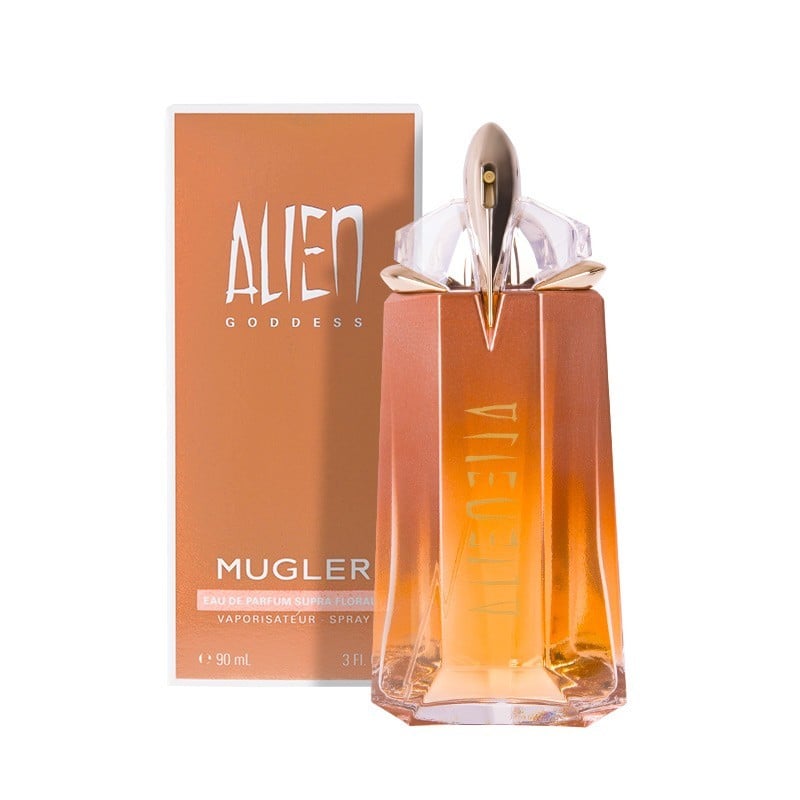 ALIEN
GODDESS
MUGLER
EAU DE PARFUM SUPRA FLORAL
VAPORISATEUR - SPRAY
℮ 90 mL 3 Fl.
ALIEN